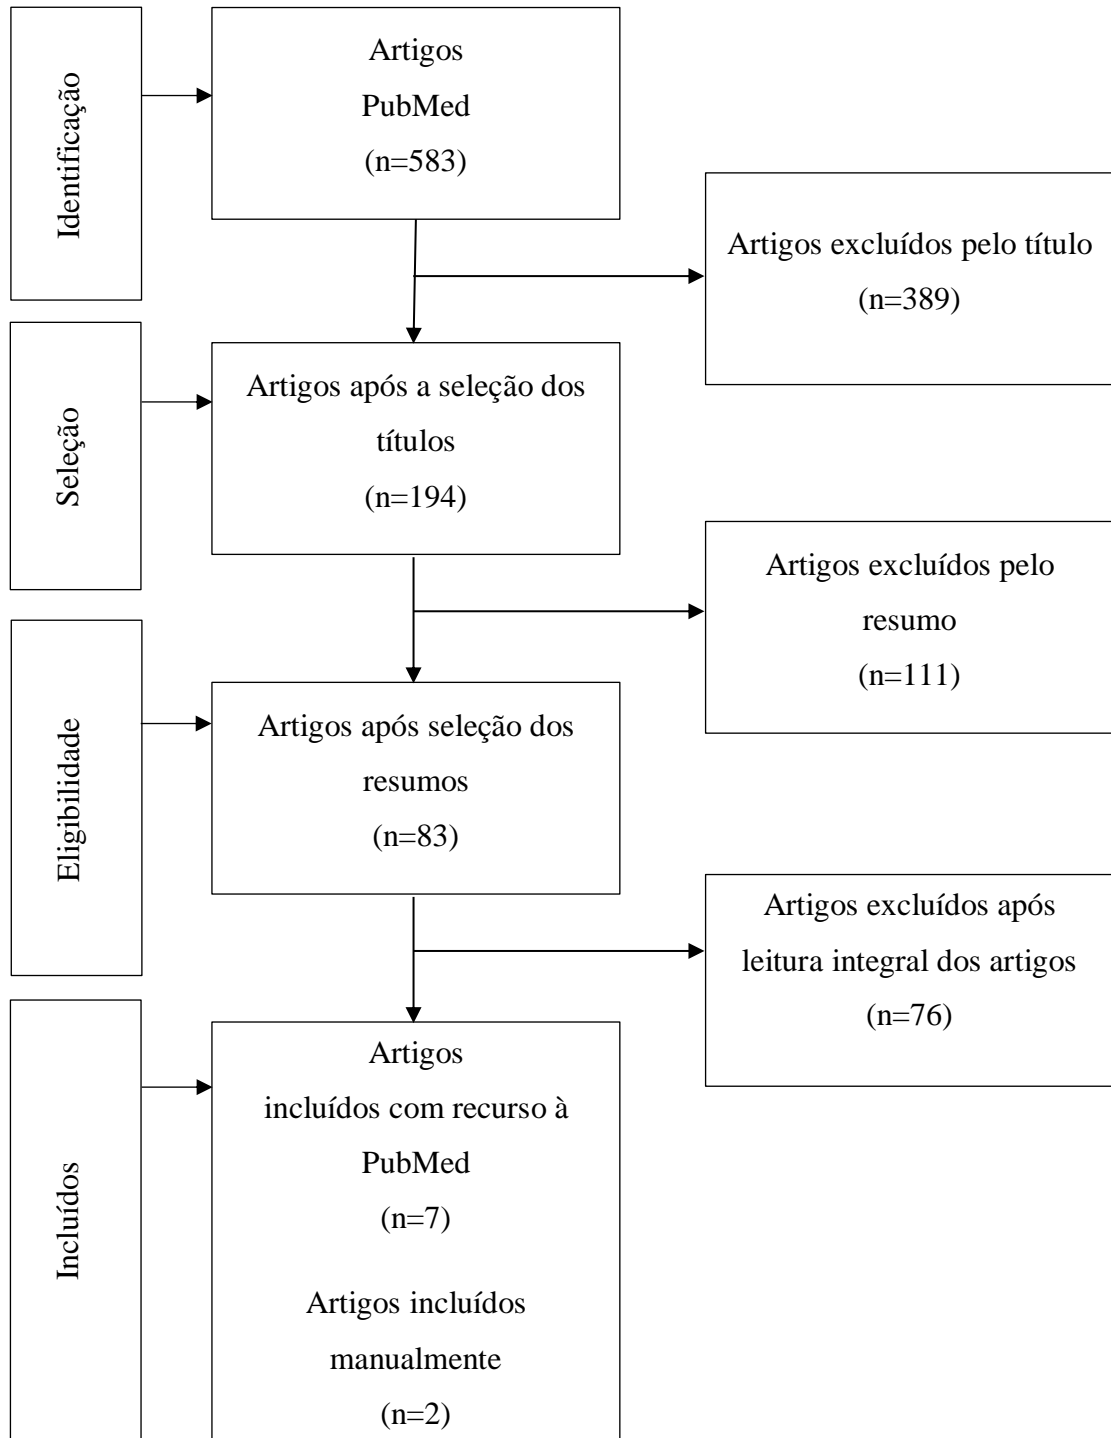 Identificação
Artigos
PubMed
(n=583)
Artigos excluídos pelo título
(n=389)
Seleção
Artigos após a seleção dos
títulos
(n=194)
Artigos excluídos pelo
resumo
(n=111)
Eligibilidade
Artigos após seleção dos
resumos
(n=83)
Artigos excluídos após
leitura integral dos artigos
(n=76)
Incluídos
Artigos
incluídos com recurso à
PubMed
(n=7)
Artigos incluídos
manualmente
(n=2)